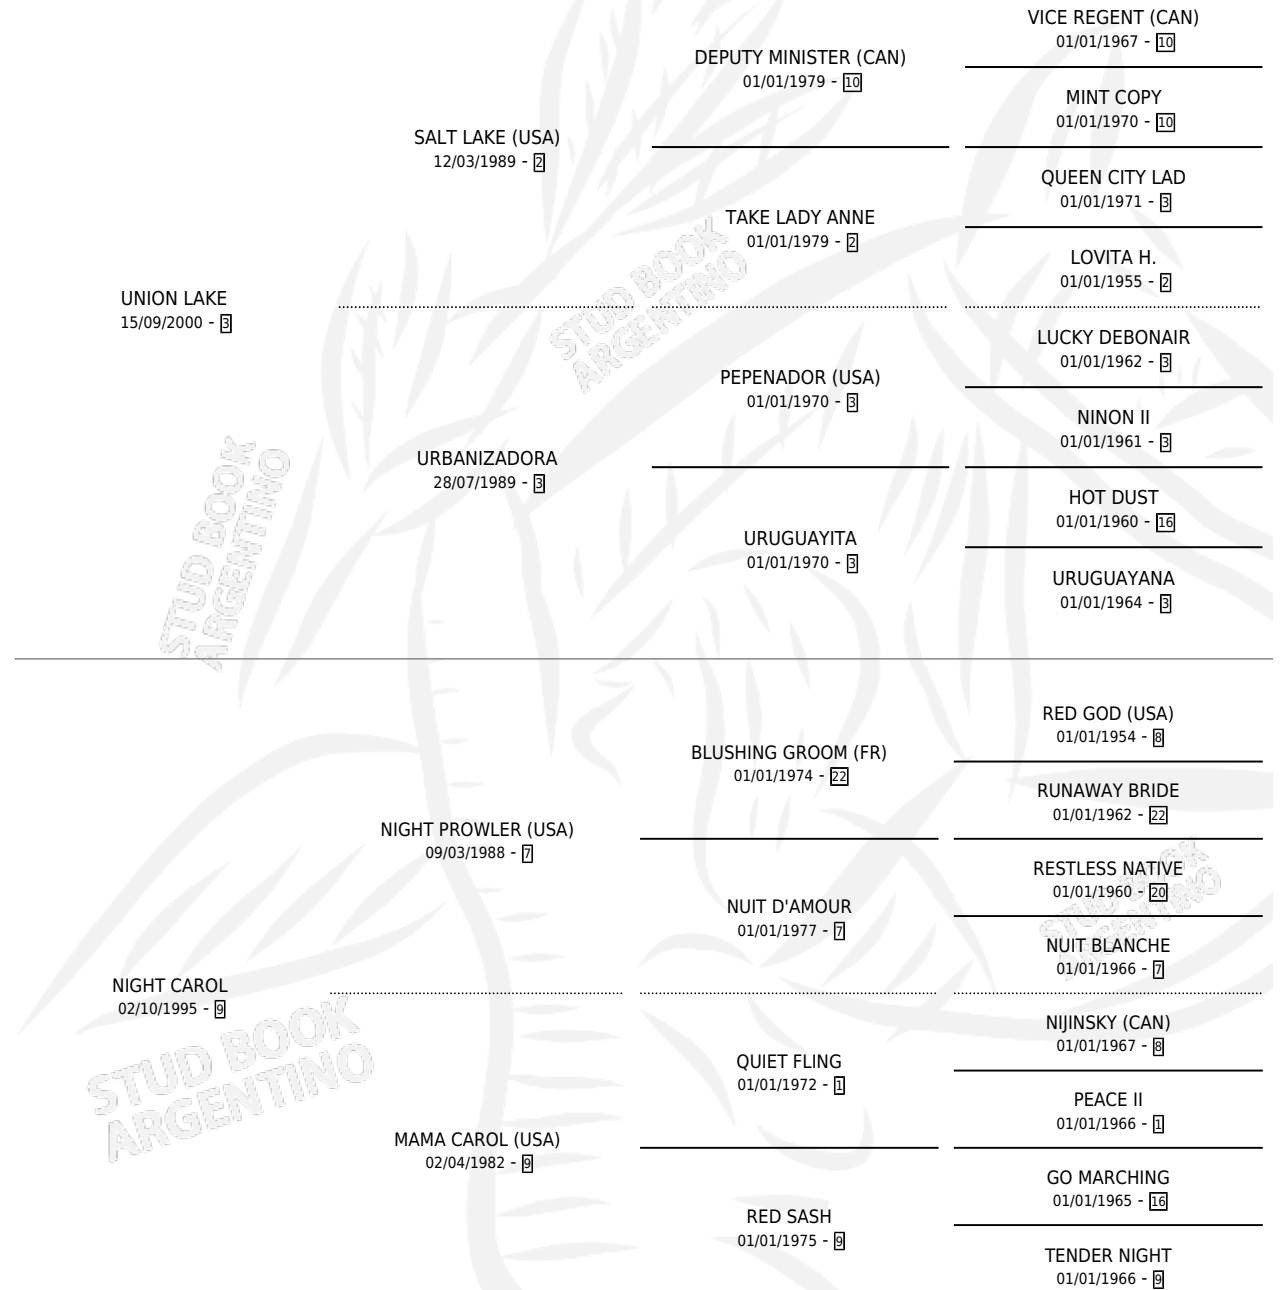 VICE REGENT (CAN)
01/01/1967 - 10
DEPUTY MINISTER (CAN)
01/01/1979 - 10
MINT COPY
01/01/1970 - 10
SALT LAKE (USA)
12/03/1989 - 2
QUEEN CITY LAD
01/01/1971 - 3
TAKE LADY ANNE
01/01/1979 - 2
LOVITA H.
01/01/1955 - 2
UNION LAKE
15/09/2000 - 3
STUD BOOK
ARGENTINO
LUCKY DEBONAIR
01/01/1962 - 3
PEPENADOR (USA)
01/01/1970 - 3
NINON II
01/01/1961 - 3
URBANIZADORA
28/07/1989 - 3
HOT DUST
01/01/1960 - 16
URUGUAYITA
01/01/1970 - 3
URUGUAYANA
01/01/1964 - 3
STUD BOOK
ARGENTINO
RED GOD (USA)
01/01/1954 - 8
BLUSHING GROOM (FR)
01/01/1974 - 22
RUNAWAY BRIDE
01/01/1962 - 22
NIGHT PROWLER (USA)
09/03/1988 - 7
RESTLESS NATIVE
01/01/1960 - 20
STUD BOOK
ARGENTINO
NUIT D'AMOUR
01/01/1977 - 7
NUIT BLANCHE
01/01/1966 - 7
NIGHT CAROL
02/10/1995 - 9
STUD BOOK
ARGENTINO
NIJINSKY (CAN)
01/01/1967 - 8
QUIET FLING
01/01/1972 - 1
PEACE II
01/01/1966 - 1
MAMA CAROL (USA)
02/04/1982 - 9
GO MARCHING
01/01/1965 - 16
RED SASH
01/01/1975 - 9
TENDER NIGHT
01/01/1966 - 9